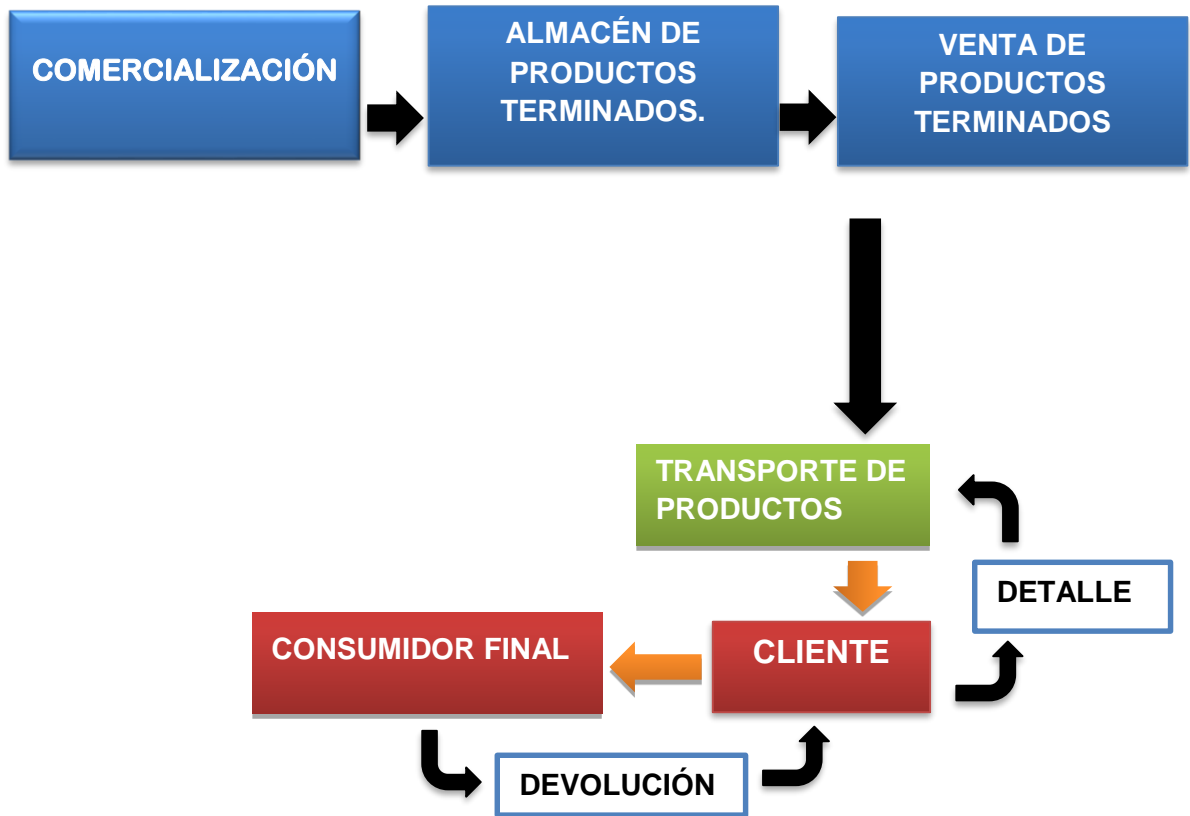 COMERCIALIZACIÓN
ALMACÉN DE
PRODUCTOS
TERMINADOS.
VENTA DE
PRODUCTOS
TERMINADOS
TRANSPORTE DE
PRODUCTOS
DETALLE
CONSUMIDOR FINAL
CLIENTE
DEVOLUCIÓN